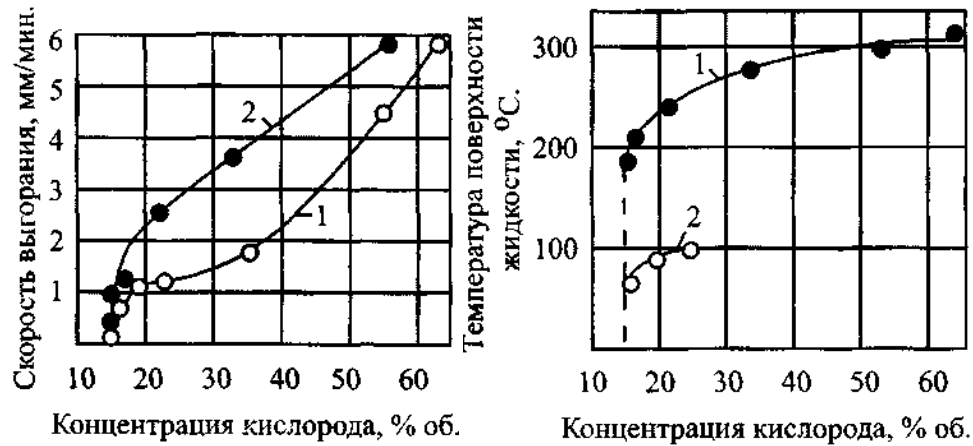 Скорость выгорания, мм/мин.
6
5
4
3
2
1
2
1
10 20 30 40 50 60
Концентрация кислорода, % об.
Температура поверхности
жидкости, °С.
300
200
100
1
2
10 20 30 40 50 60
Концентрация кислорода, % об.